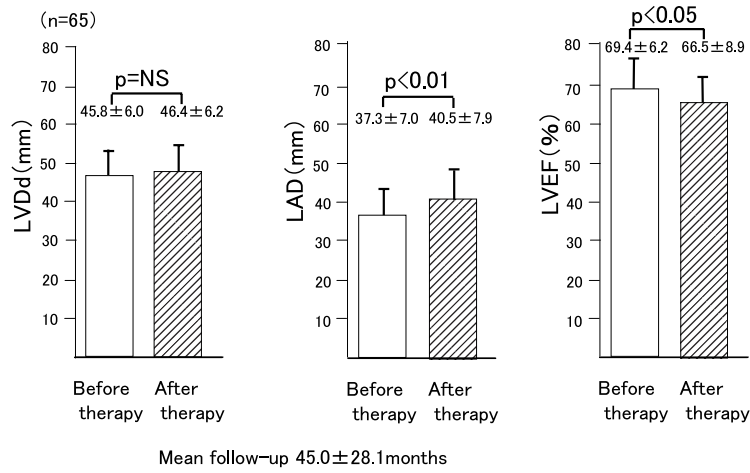 (n=65)
80
70
60
50
40
30
20
10
LVDd(mm)
p=NS
45.8±6.0 46.4±6.2
Before therapy
After therapy
80
70
60
50
40
30
20
10
LAD(mm)
p<0.01
37.3±7.0 40.5±7.9
Before therapy
After therapy
80
70
60
50
40
30
20
10
LVEF(%)
p<0.05
69.4±6.2 66.5±8.9
Before therapy
After therapy
Mean follow-up 45.0±28.1months